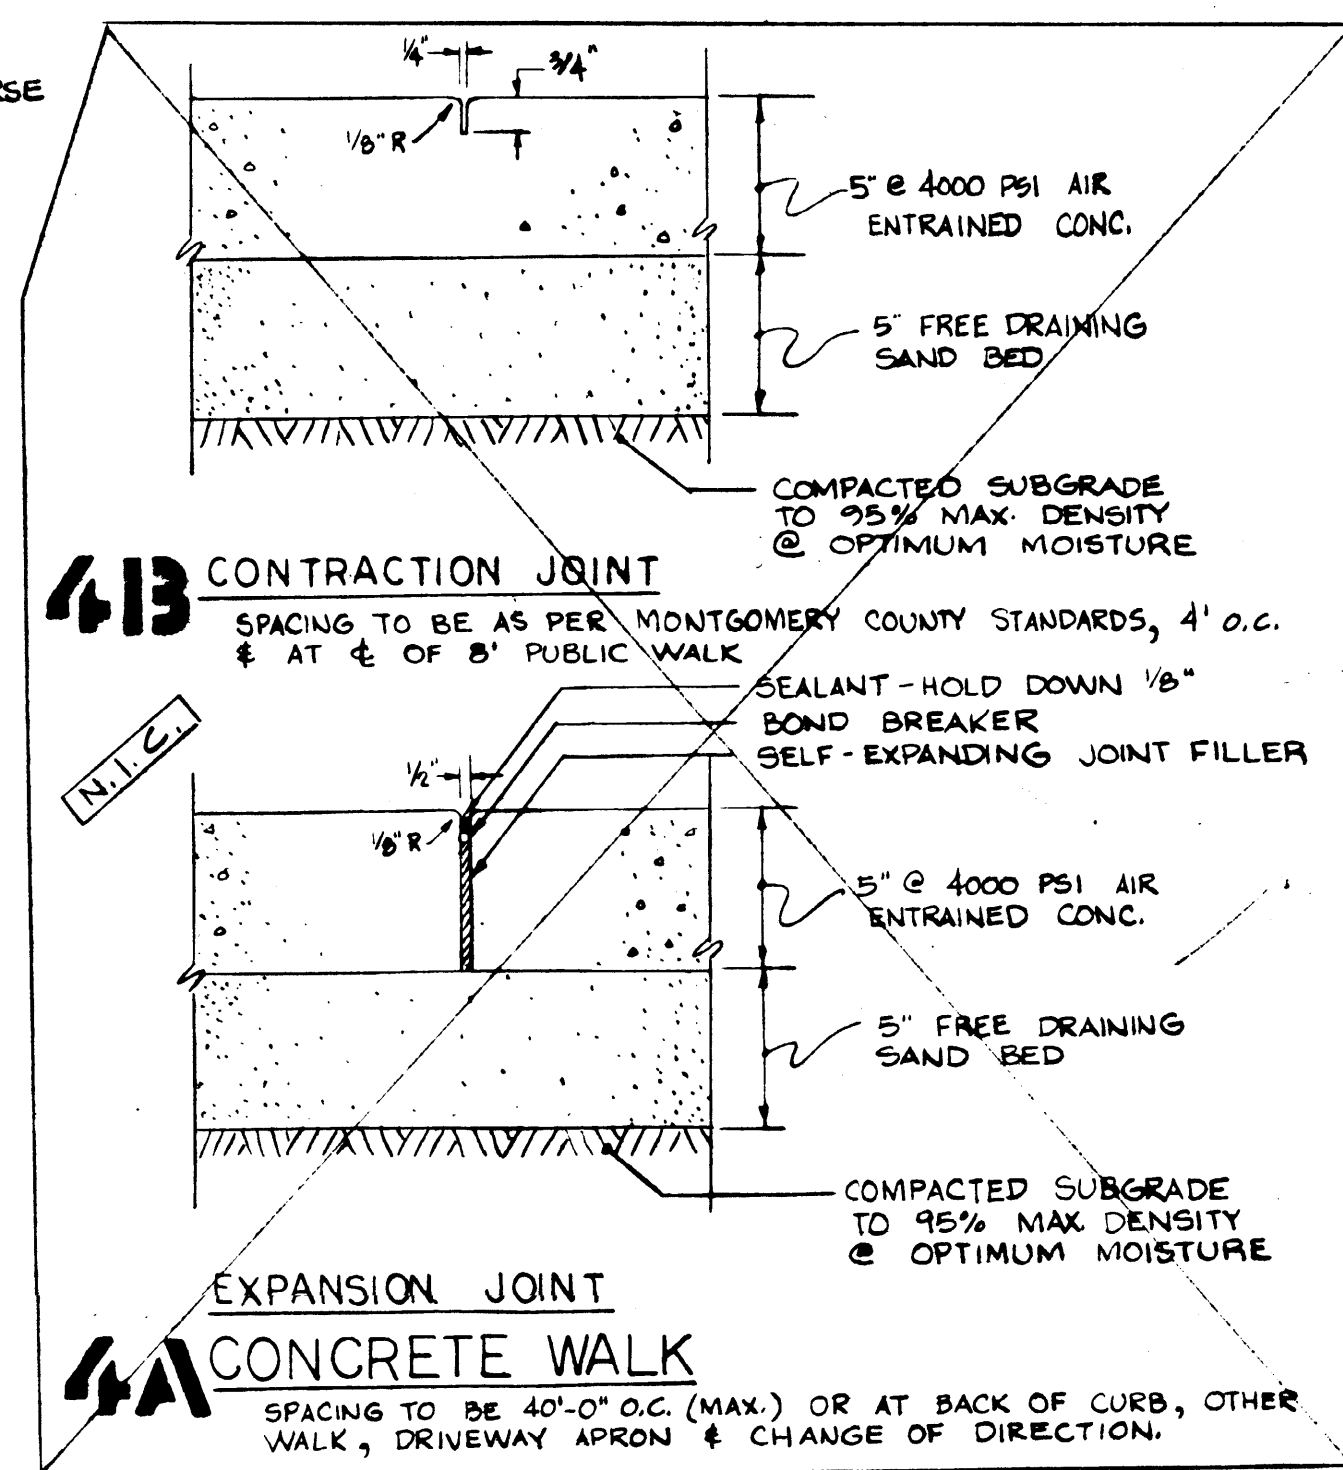 RSE
1/4"
3/4"
1/8" R
5" @ 4000 PSI AIR
ENTRAINED CONC.
5" FREE DRAINING
SAND BED
COMPACTED SUBGRADE
TO 95% MAX. DENSITY
@ OPTIMUM MOISTURE
4B CONTRACTION JOINT
SPACING TO BE AS PER MONTGOMERY COUNTY STANDARDS, 4' O.C.
& AT ℄ OF 8' PUBLIC WALK
SEALANT - HOLD DOWN 1/8"
BOND BREAKER
SELF-EXPANDING JOINT FILLER
N.I.C.
1/2"
1/8" R
5" @ 4000 PSI AIR
ENTRAINED CONC.
5" FREE DRAINING
SAND BED
COMPACTED SUBGRADE
TO 95% MAX DENSITY
@ OPTIMUM MOISTURE
EXPANSION JOINT
4A CONCRETE WALK
SPACING TO BE 40'-0" O.C. (MAX.) OR AT BACK OF CURB, OTHER
WALK, DRIVEWAY APRON & CHANGE OF DIRECTION.